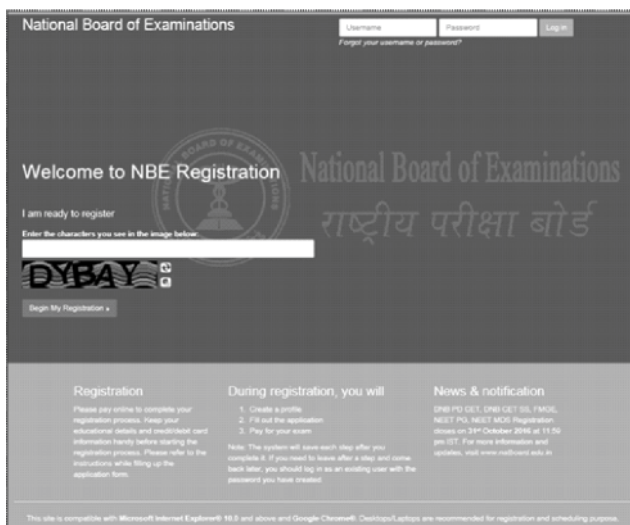 National Board of Examinations
Username Password Log in
Forgot your username or password?
NATIONAL BOARD OF EXAMINATIONS
Welcome to NBE Registration
National Board of Examinations
राष्ट्रीय परीक्षा बोर्ड
I am ready to register
Enter the characters you see in the image below:
DYBAY
Begin My Registration »
Registration
Please pay online to complete your
registration process. Keep your
educational details and credit/debit card
information handy before starting the
registration process. Please refer to the
instructions while filling up the
application form.
During registration, you will
1. Create a profile
2. Fill out the application
3. Pay for your exam
Note: The system will save each step after you
complete it. If you need to leave after a step and come
back later, you should log in as an existing user with the
password you have created
News & notification
DNB PD CET, DNB CET SS, FMGE,
NEET PG, NEET MDS Registration
closes on 31st October 2016 at 11:59
pm IST. For more information and
updates, visit www.natboard.edu.in
This site is compatible with Microsoft Internet Explorer® 10.0 and above and Google Chrome®. Desktops/Laptops are recommended for registration and scheduling purpose.